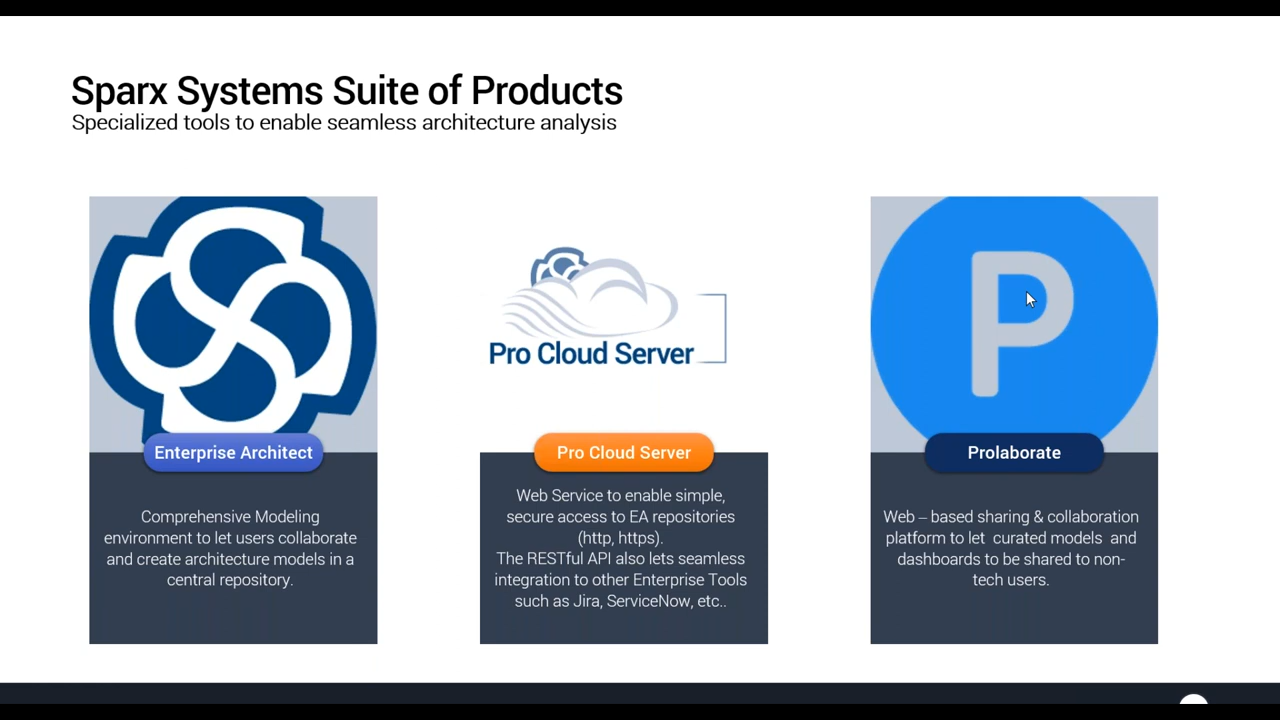 Sparx Systems Suite of Products
Specialized tools to enable seamless architecture analysis
P
Pro Cloud Server
Enterprise Architect
Comprehensive Modeling
environment to let users collaborate
and create architecture models in a
central repository.
Pro Cloud Server
Web Service to enable simple,
secure access to EA repositories
(http, https).
The RESTful API also lets seamless
integration to other Enterprise Tools
such as Jira, ServiceNow, etc..
Prolaborate
Web – based sharing & collaboration
platform to let curated models and
dashboards to be shared to non-
tech users.